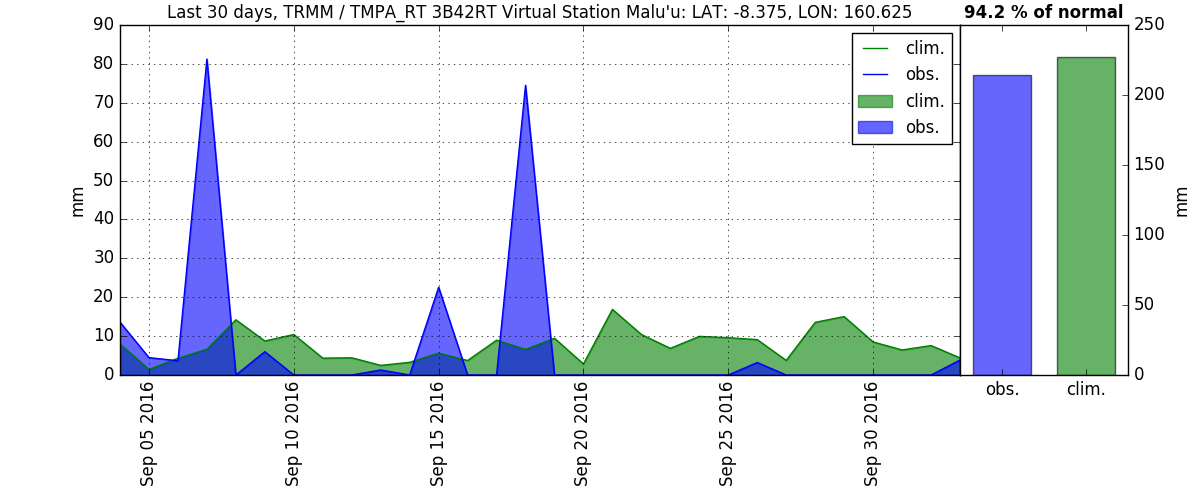 Last 30 days, TRMM / TMPA_RT 3B42RT Virtual Station Malu'u: LAT: -8.375, LON: 160.625
94.2 % of normal
90
80
70
60
50
40
30
20
10
0
mm
clim.
obs.
clim.
obs.
Sep 05 2016
Sep 10 2016
Sep 15 2016
Sep 20 2016
Sep 25 2016
Sep 30 2016
250
200
150
100
50
0
mm
obs.
clim.